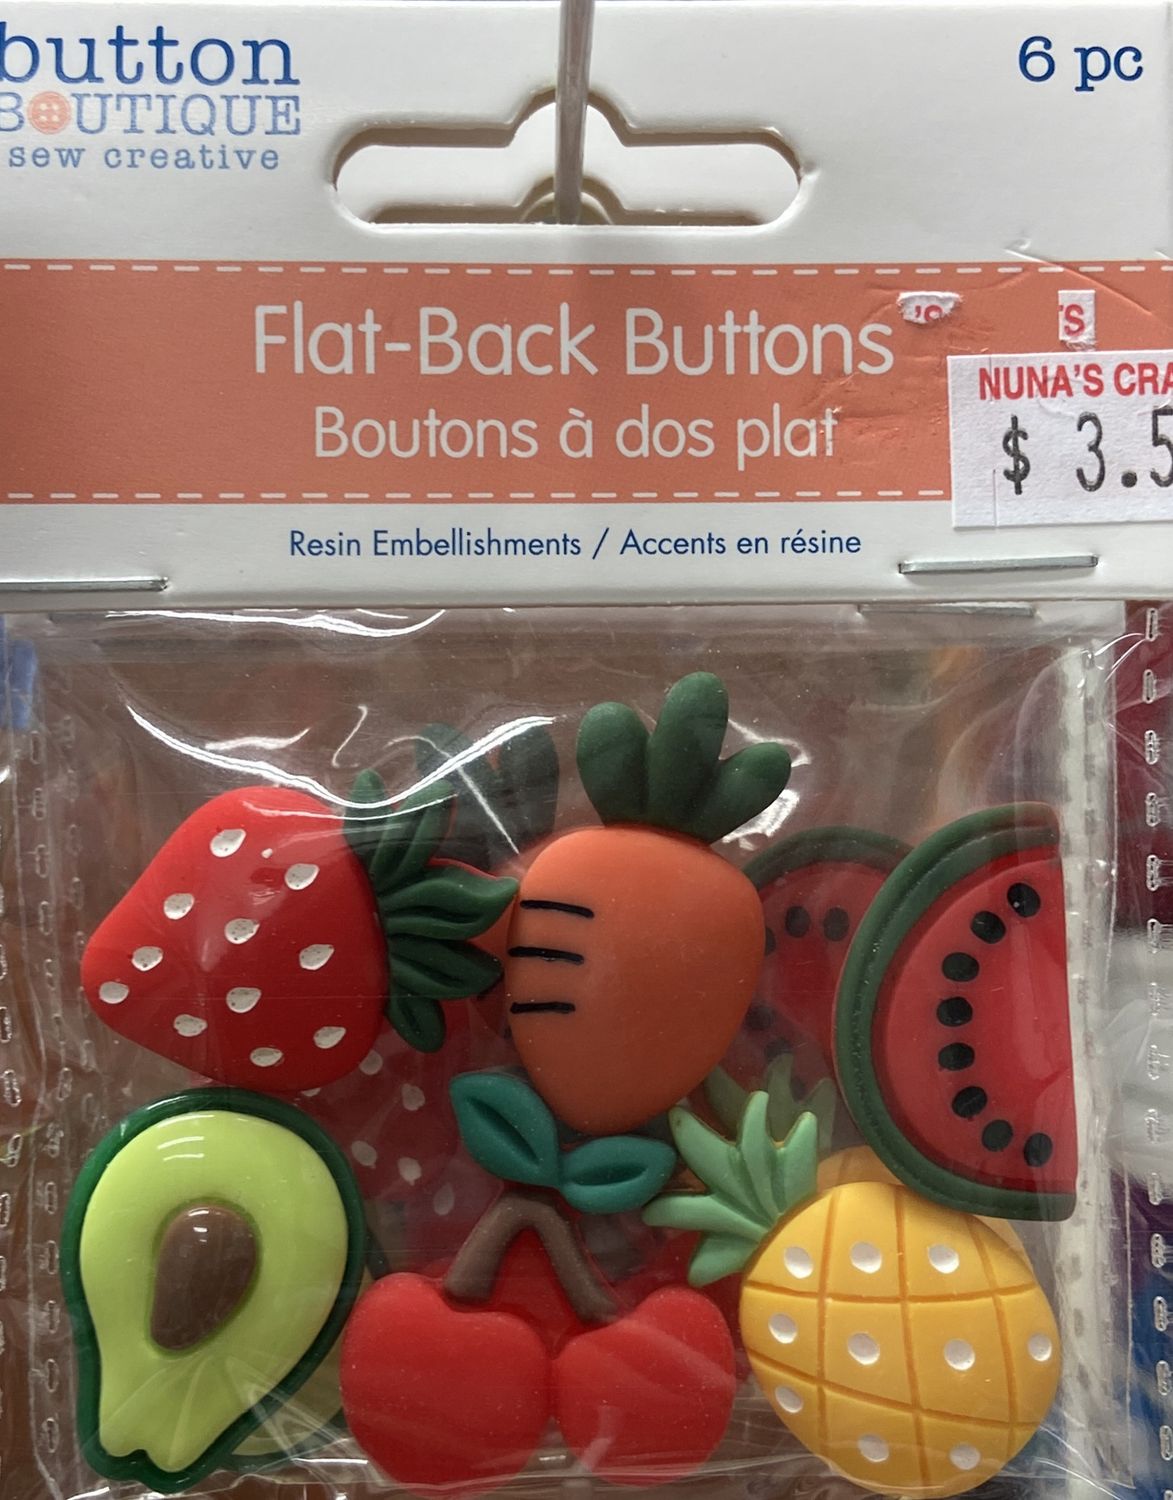 button
BOUTIQUE
sew creative
6 pc
Flat-Back Buttons
Boutons à dos plat
'S
NUNA'S
$ 3.5
Resin Embellishments / Accents en résine